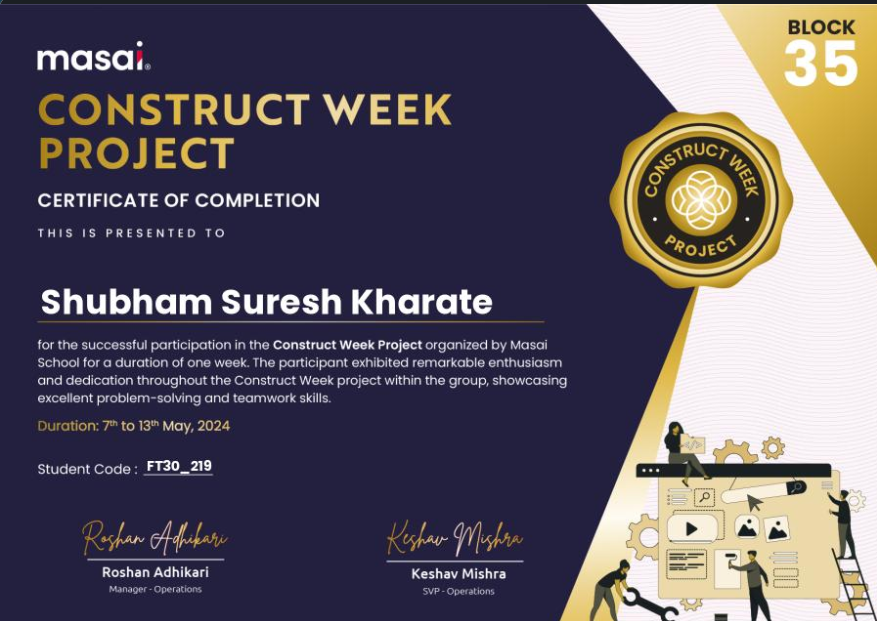 BLOCK
35
masai.
CONSTRUCT WEEK
PROJECT
CERTIFICATE OF COMPLETION
THIS IS PRESENTED TO
CONSTRUCT WEEK
PROJECT
Shubham Suresh Kharate
for the successful participation in the Construct Week Project organized by Masai
School for a duration of one week. The participant exhibited remarkable enthusiasm
and dedication throughout the Construct Week project within the group, showcasing
excellent problem-solving and teamwork skills.
Duration: 7th to 13th May, 2024
Student Code : FT30_219
Roshan Adhikari
Keshav Mishra
Roshan Adhikari
Keshav Mishra
Manager - Operations
SVP - Operations